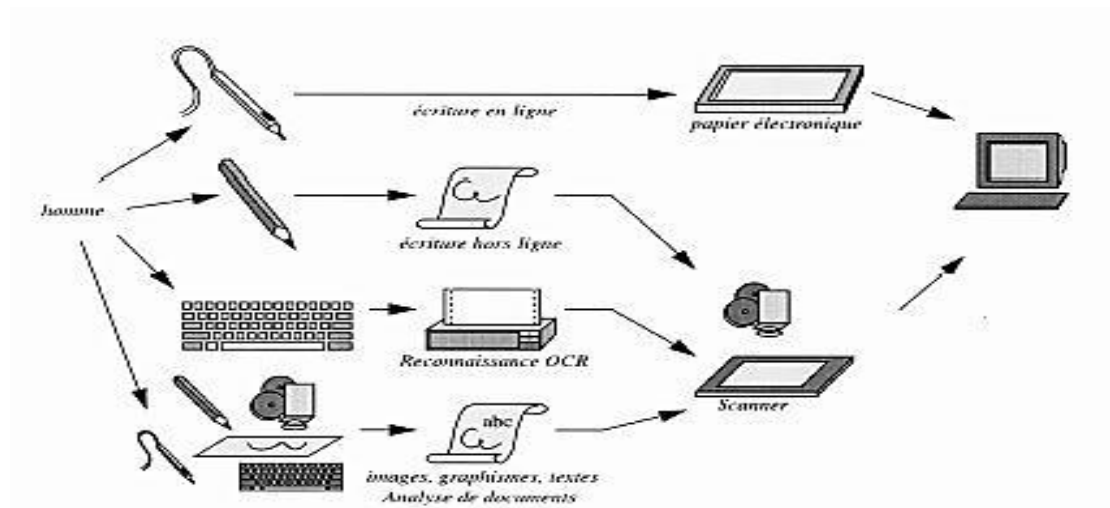 écriture en ligne
papier électronique
homme
écriture hors ligne
Reconnaissance OCR
Scanner
abc
images, graphismes, textes
Analyse de documents